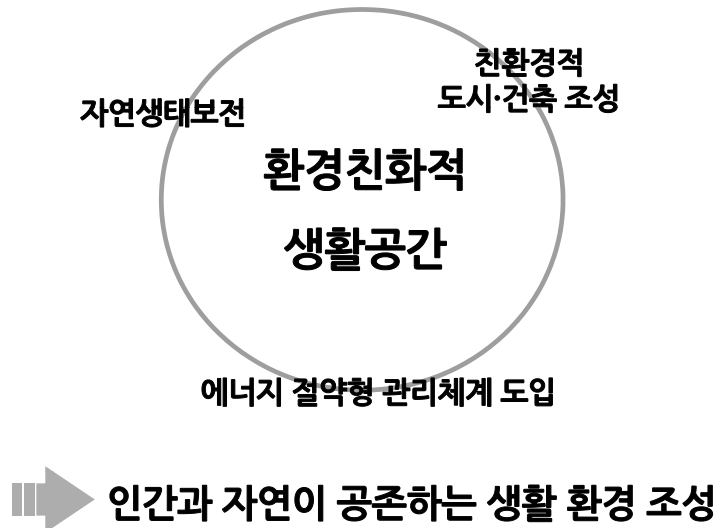 친환경적
도시·건축 조성
자연생태보전
환경친화적
생활공간
에너지 절약형 관리체계 도입
인간과 자연이 공존하는 생활 환경 조성